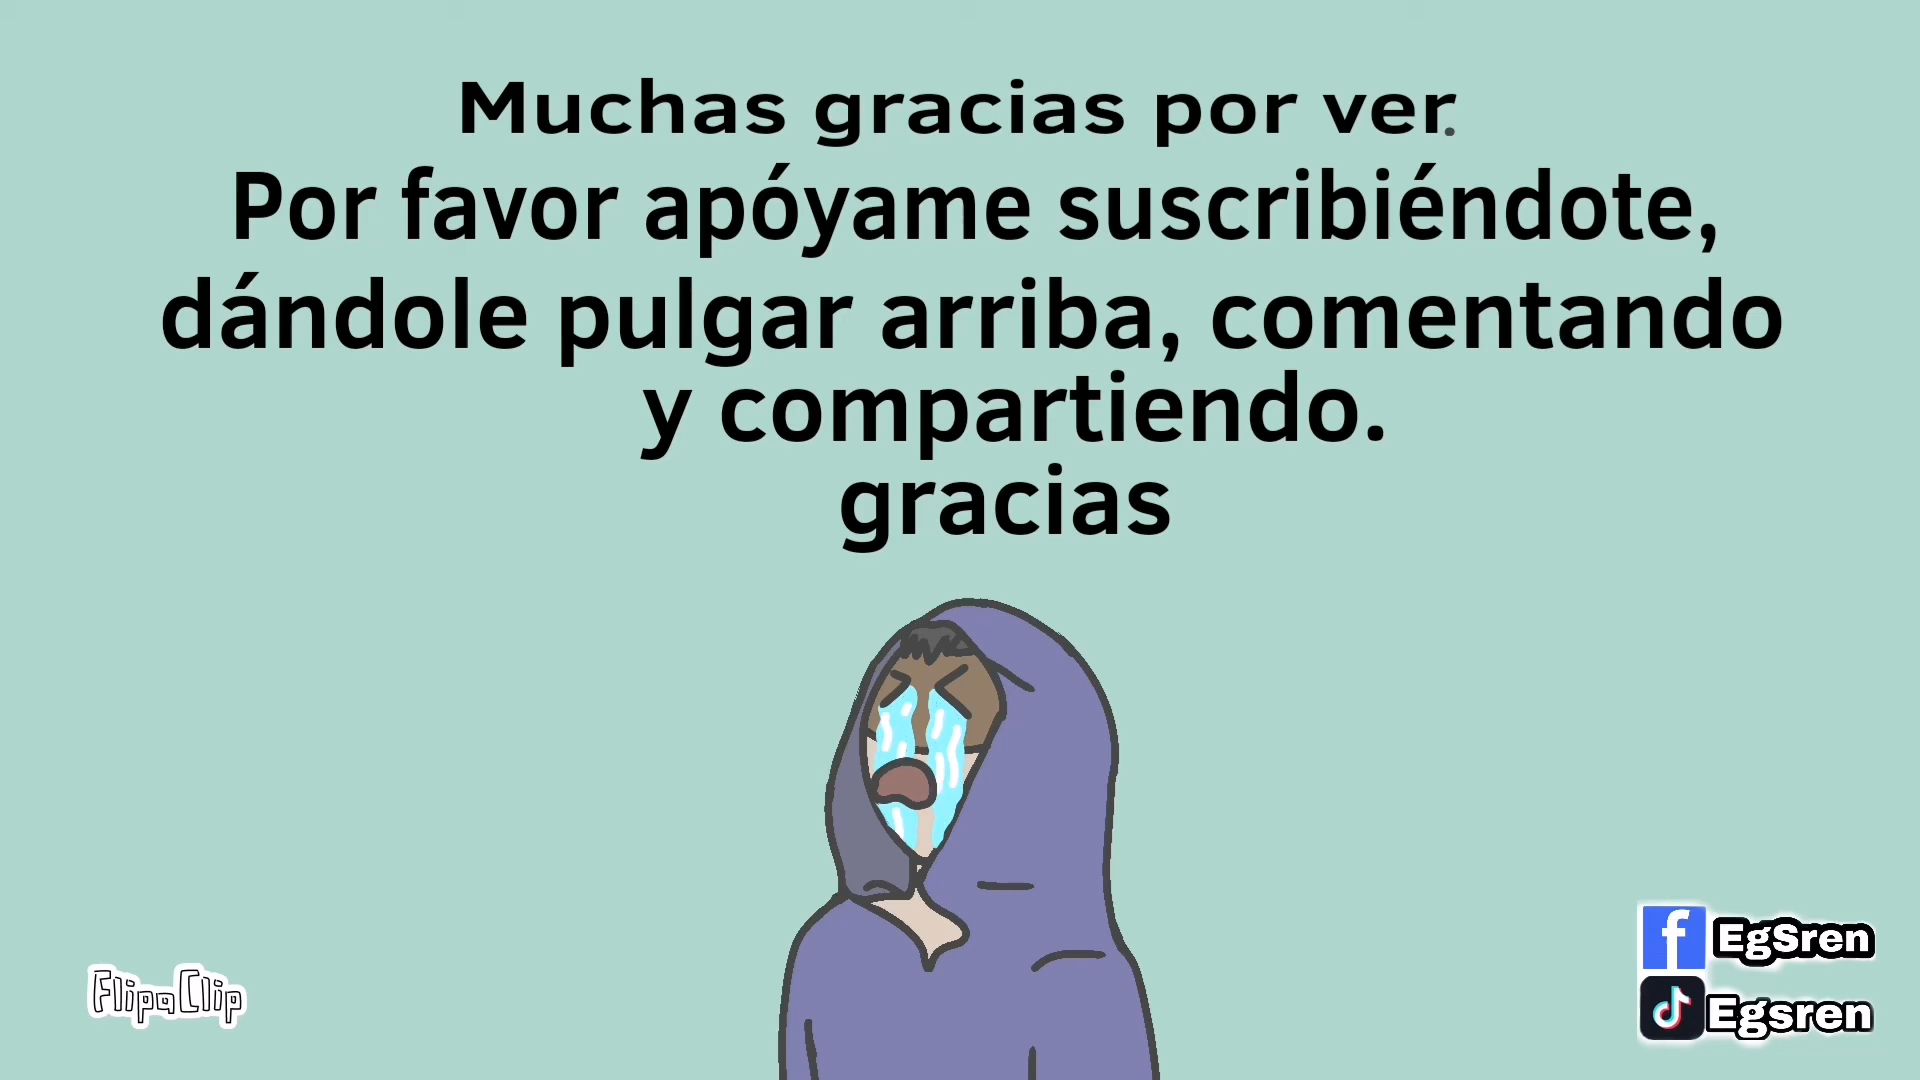 Muchas gracias por ver.
Por favor apóyame suscribiéndote,
dándole pulgar arriba, comentando
y compartiendo.
gracias
FlipaClip
EgSren
Egsren